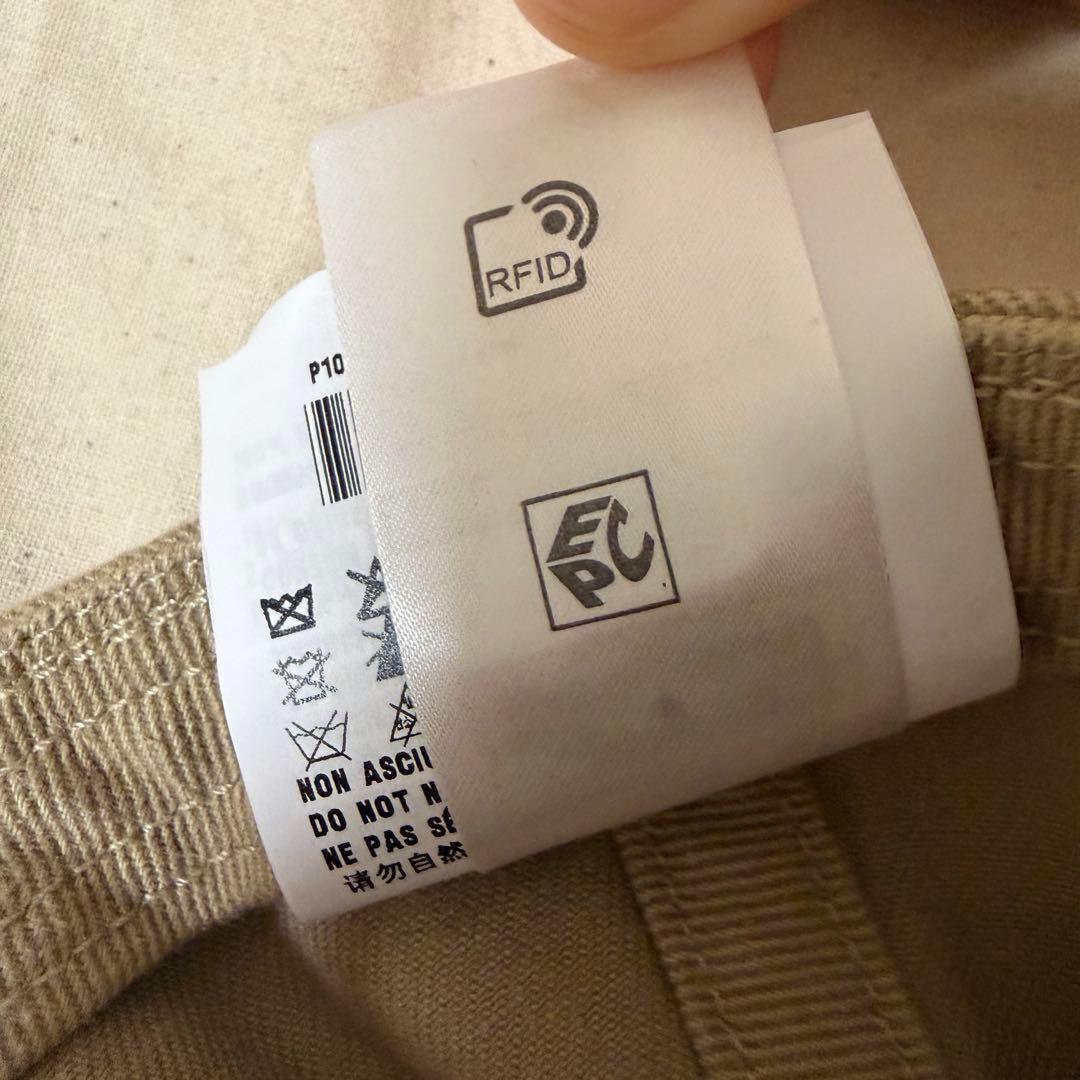 RFID
P10
EPC
NON ASCI
DO NOT N
NE PAS SÉ
请勿自然